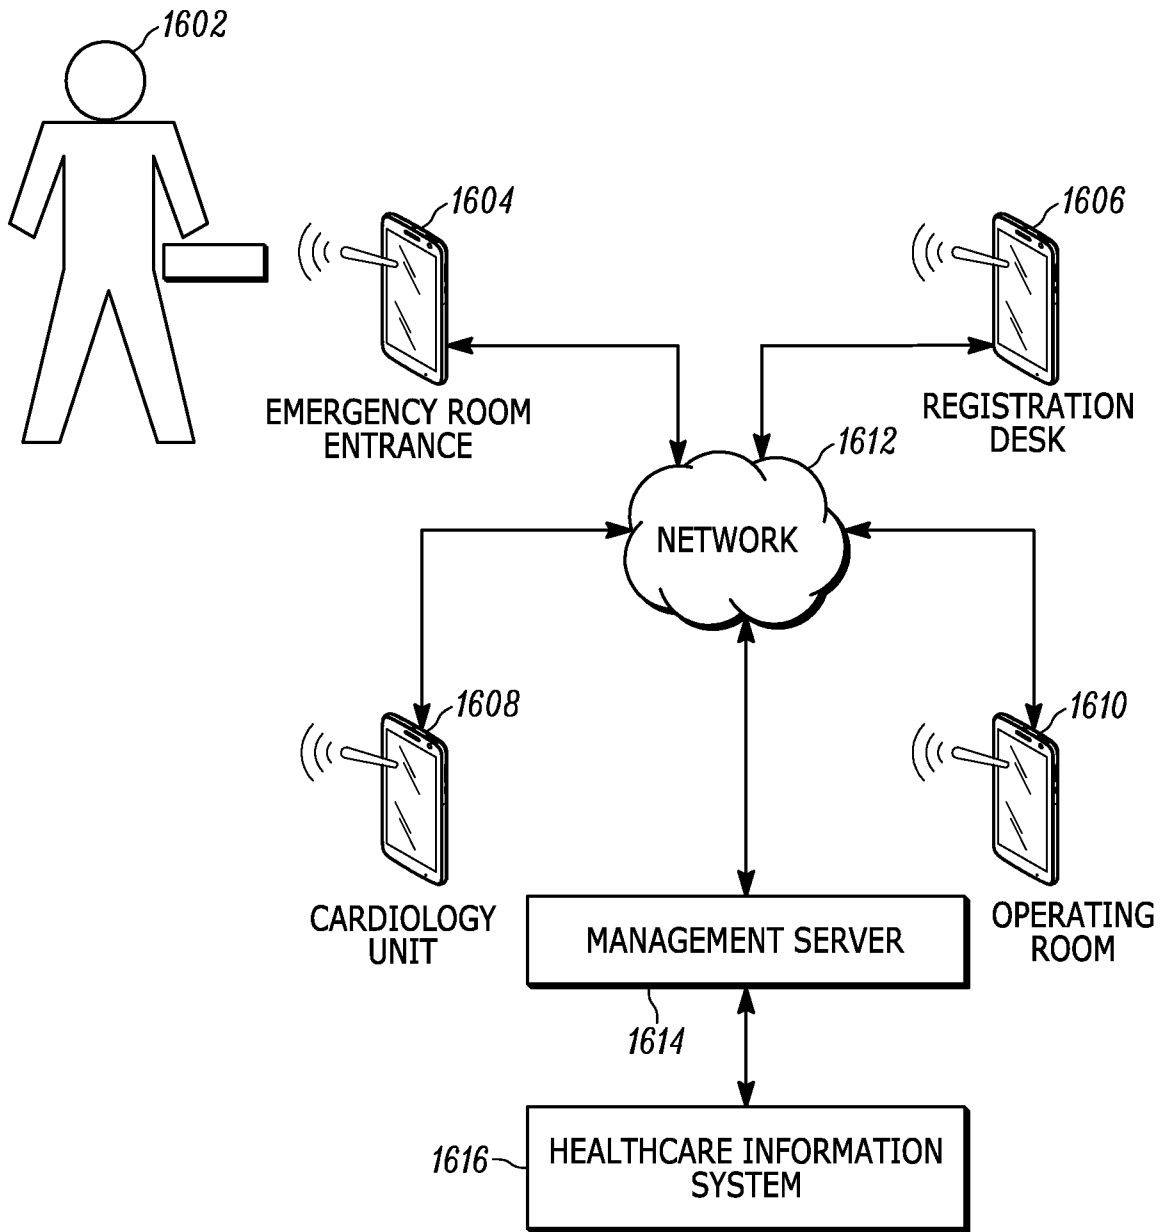 1602
1604
1606
EMERGENCY ROOM
ENTRANCE
REGISTRATION
DESK
1612
NETWORK
1608
1610
CARDIOLOGY
UNIT
OPERATING
ROOM
MANAGEMENT SERVER
1614
1616
HEALTHCARE INFORMATION
SYSTEM